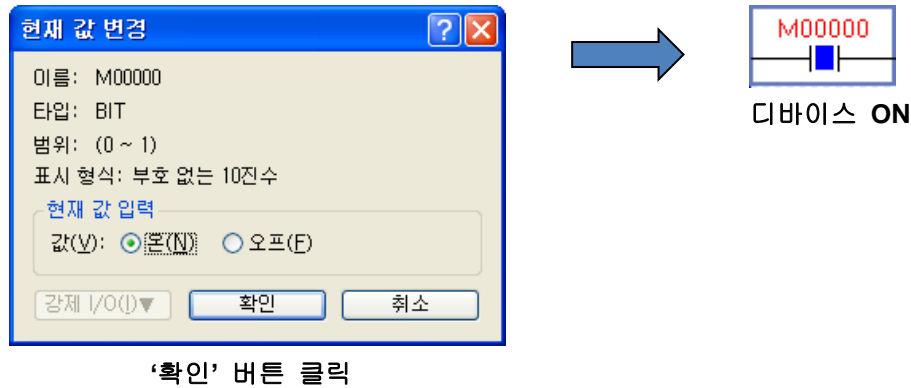 현재 값 변경
이름: M00000
타입: BIT
범위: (0 ~ 1)
표시 형식: 부호 없는 10진수
현재 값 입력
값(V): 온(N) 오프(F)
강제 I/O(I)▼ 확인 취소
‘확인’ 버튼 클릭
M00000
디바이스 ON